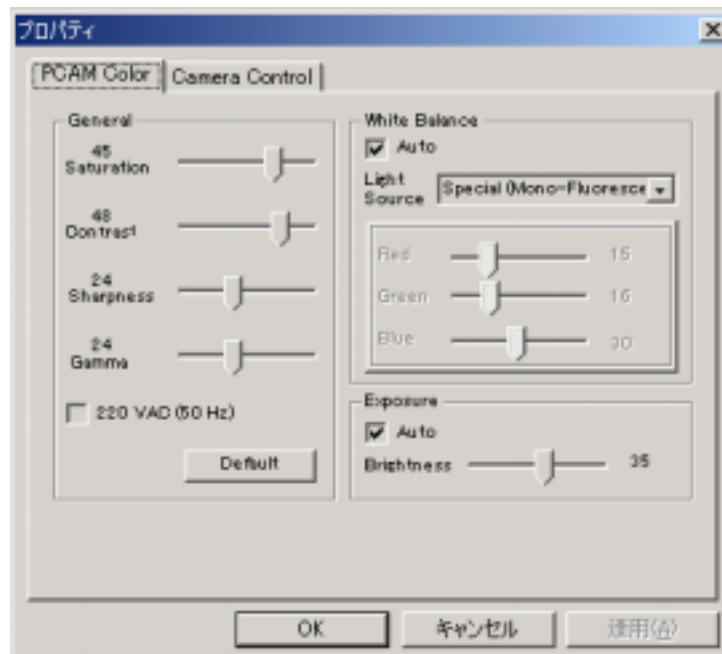 プロパティ
PCAM Color
Camera Control
General
45
Saturation
48
Contrast
24
Sharpness
24
Gamma
220 VAC (50 Hz)
Default
White Balance
Auto
Light
Source
Special (Mono-Fluoresce
Red 15
Green 16
Blue 30
Exposure
Auto
Brightness 35
OK
キャンセル
適用(A)